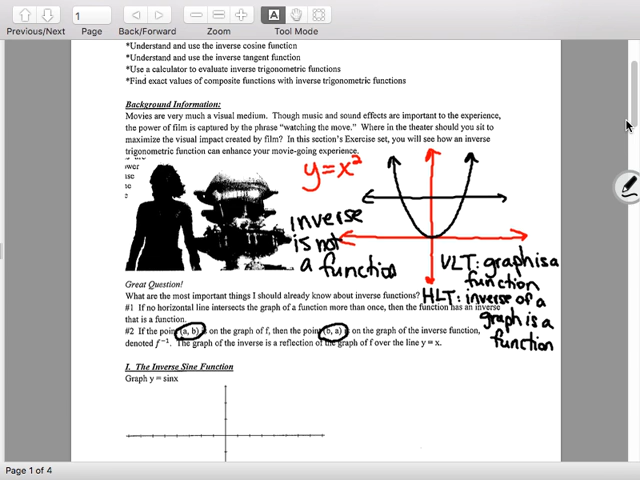 1
Previous/Next
Page
Back/Forward
Zoom
A
Tool Mode
*Understand and use the inverse cosine function
*Understand and use the inverse tangent function
*Use a calculator to evaluate inverse trigonometric functions
*Find exact values of composite functions with inverse trigonometric functions
Background Information:
Movies are very much a visual medium. Though music and sound effects are important to the experience,
the power of film is captured by the phrase "watching the move." Where in the theater should you sit to
maximize the visual impact created by film? In this section's Exercise set, you will see how an inverse
trigonometric function can enhance your movie-going experience.
y=x²
inverse
is not
a function
VLT: graph is a
function
HLT: inverse of a
graph is a
function
Great Question!
What are the most important things I should already know about inverse functions?
#1 If no horizontal line intersects the graph of a function more than once, then the function has an inverse
that is a function.
#2 If the point (a, b) is on the graph of f, then the point (b, a) is on the graph of the inverse function,
denoted f⁻¹. The graph of the inverse is a reflection of the graph of f over the line y = x.
I. The Inverse Sine Function
Graph y = sinx
Page 1 of 4